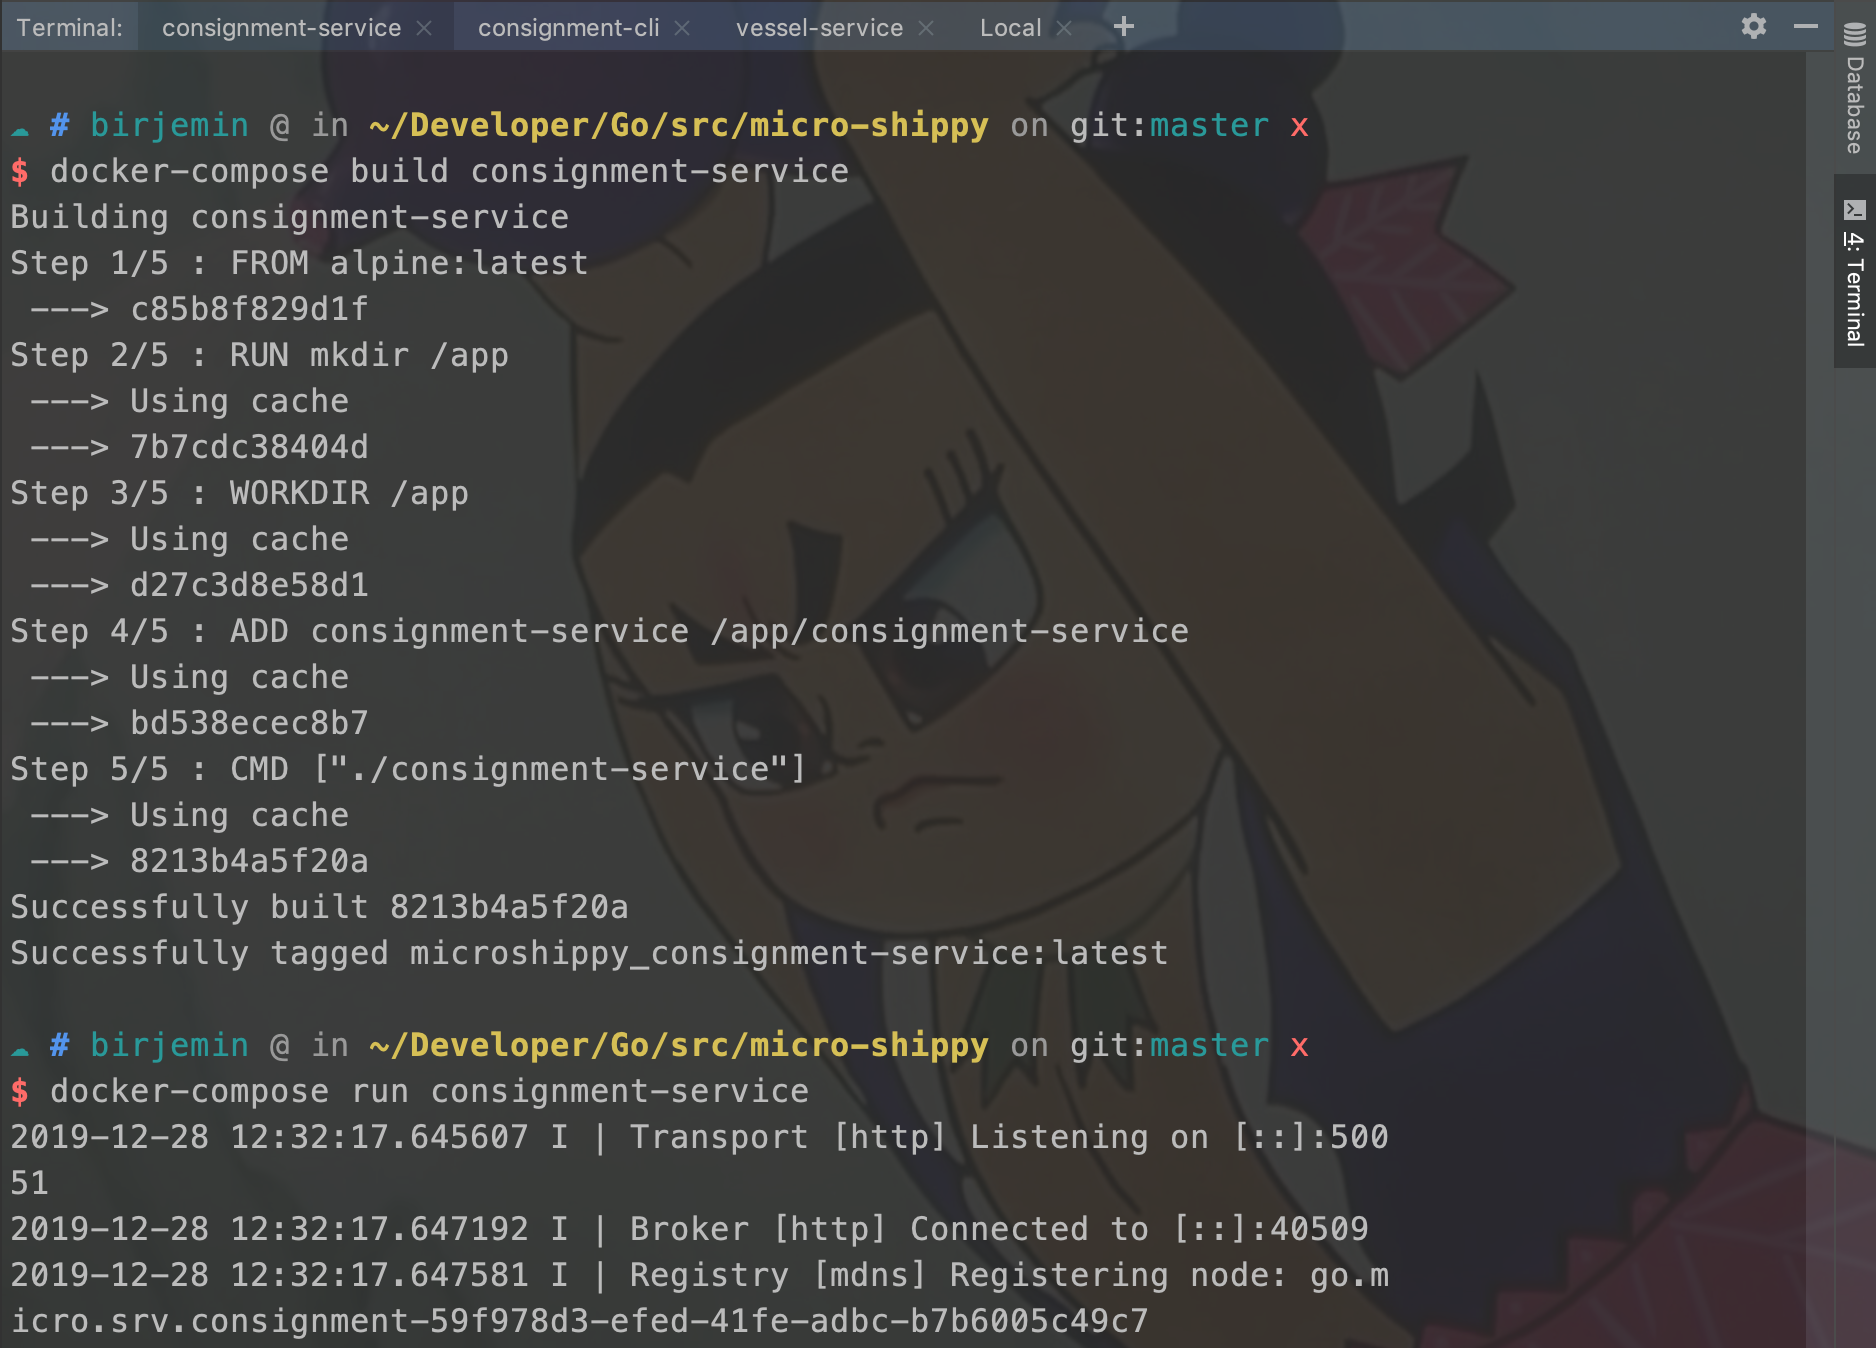 Terminal: consignment-service × consignment-cli × vessel-service × Local × +
Database
4: Terminal
☁ # birjemin @ in ~/Developer/Go/src/micro-shippy on git:master x
$ docker-compose build consignment-service
Building consignment-service
Step 1/5 : FROM alpine:latest
 ---> c85b8f829d1f
Step 2/5 : RUN mkdir /app
 ---> Using cache
 ---> 7b7cdc38404d
Step 3/5 : WORKDIR /app
 ---> Using cache
 ---> d27c3d8e58d1
Step 4/5 : ADD consignment-service /app/consignment-service
 ---> Using cache
 ---> bd538ecec8b7
Step 5/5 : CMD ["./consignment-service"]
 ---> Using cache
 ---> 8213b4a5f20a
Successfully built 8213b4a5f20a
Successfully tagged microshippy_consignment-service:latest
☁ # birjemin @ in ~/Developer/Go/src/micro-shippy on git:master x
$ docker-compose run consignment-service
2019-12-28 12:32:17.645607 I | Transport [http] Listening on [::]:500
51
2019-12-28 12:32:17.647192 I | Broker [http] Connected to [::]:40509
2019-12-28 12:32:17.647581 I | Registry [mdns] Registering node: go.m
icro.srv.consignment-59f978d3-efed-41fe-adbc-b7b6005c49c7